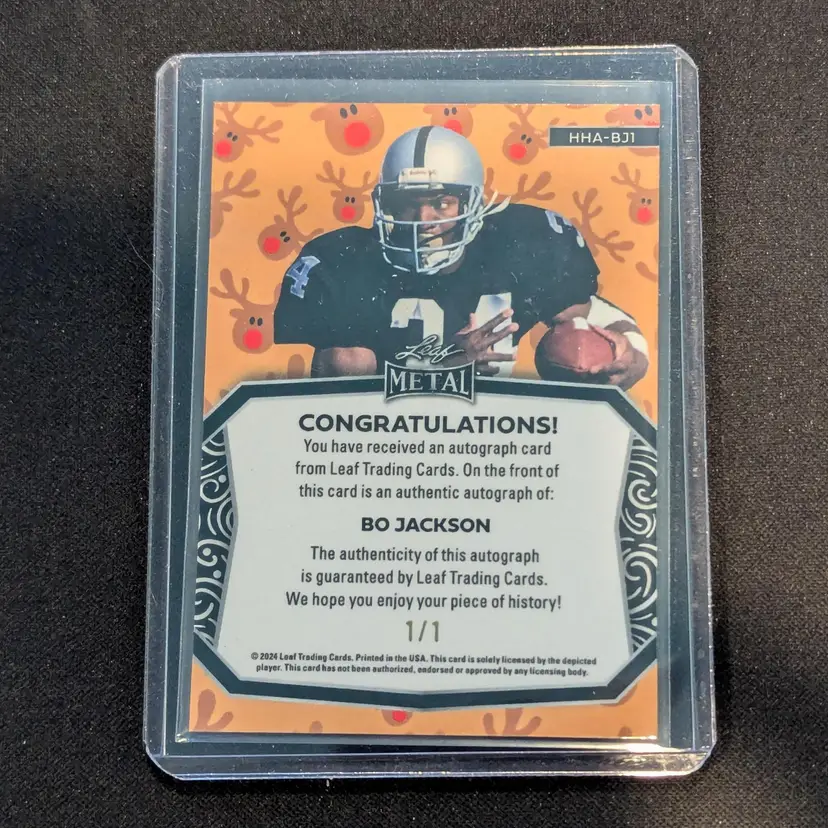 HHA-BJ1
34
34
Leaf
METAL
CONGRATULATIONS!
You have received an autograph card
from Leaf Trading Cards. On the front of
this card is an authentic autograph of:
BO JACKSON
The authenticity of this autograph
is guaranteed by Leaf Trading Cards.
We hope you enjoy your piece of history!
1/1
© 2024 Leaf Trading Cards. Printed in the USA. This card is solely licensed by the depicted
player. This card has not been authorized, endorsed or approved by any licensing body.